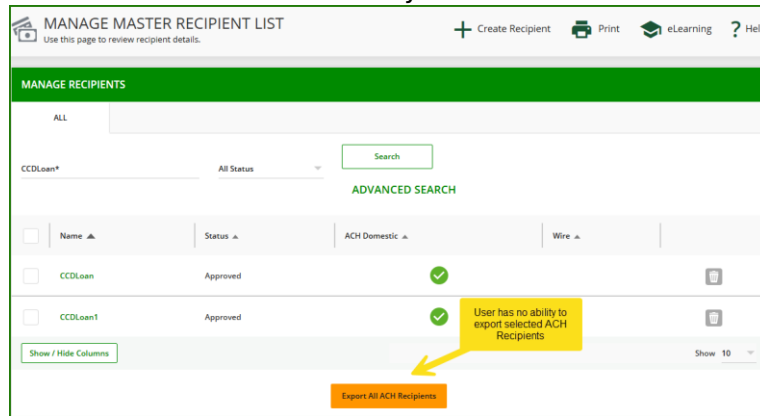 MANAGE MASTER RECIPIENT LIST
Use this page to review recipient details.
Create Recipient
Print
eLearning
? Hel
MANAGE RECIPIENTS
ALL
CCDLoan*
All Status
Search
ADVANCED SEARCH
Name
Status
ACH Domestic
Wire
CCDLoan
Approved
CCDLoan1
Approved
User has no ability to
export selected ACH
Recipients
Show / Hide Columns
Show 10
Export All ACH Recipients